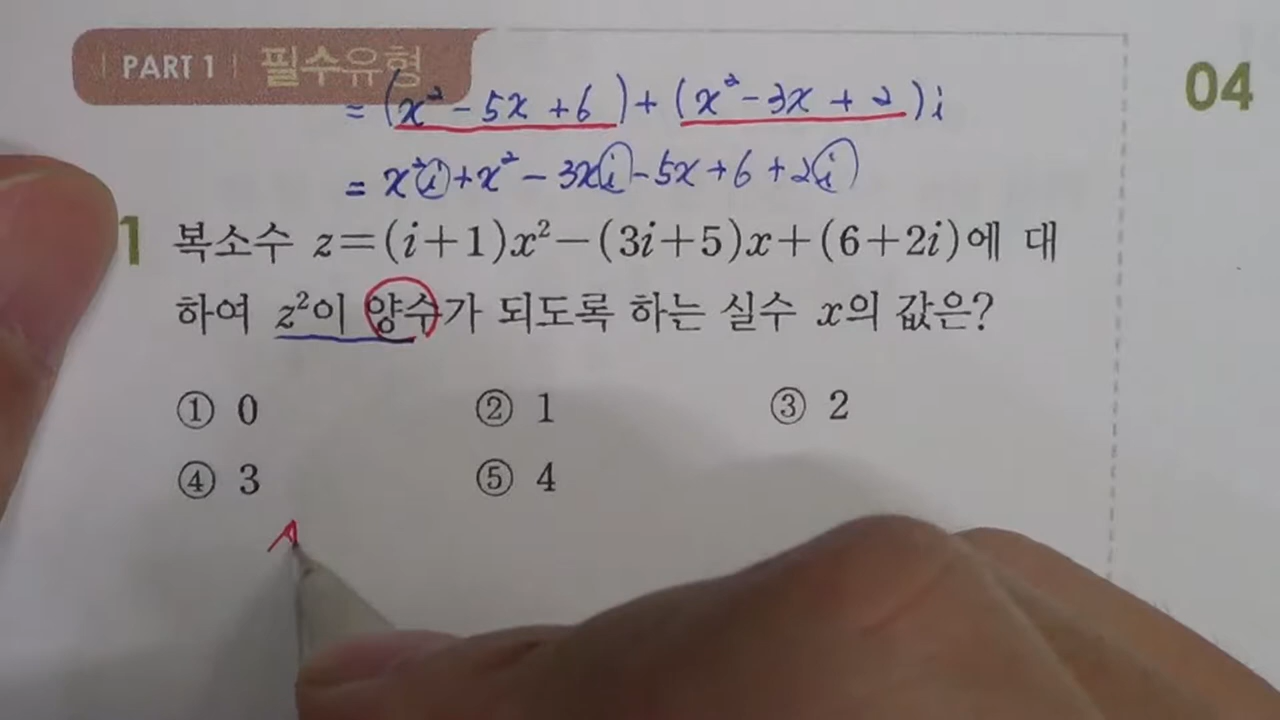 PART 1 필수유형
04
= (x² - 5x + 6) + (x² - 3x + 2)i
= x²i + x² - 3xi - 5x + 6 + 2i
1 복소수 z=(i+1)x²-(3i+5)x+(6+2i)에 대
하여 z²이 양수가 되도록 하는 실수 x의 값은?
① 0 ② 1 ③ 2
④ 3 ⑤ 4